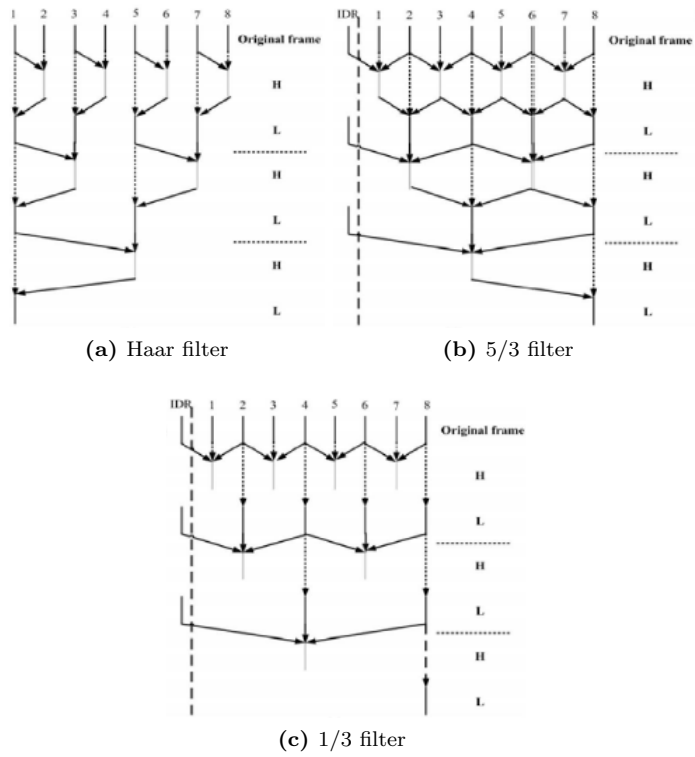 1 2 3 4 5 6 7 8
Original frame
H
L
H
L
H
L
(a) Haar filter
IDR 1 2 3 4 5 6 7 8
Original frame
H
L
H
L
H
L
(b) 5/3 filter
IDR 1 2 3 4 5 6 7 8
Original frame
H
L
H
L
H
L
(c) 1/3 filter